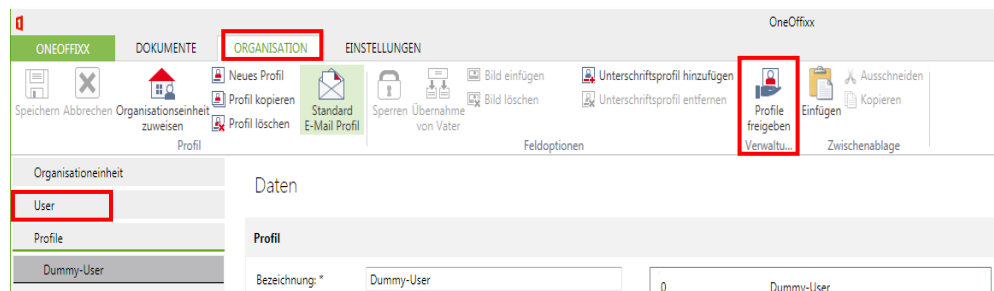 OneOffixx
ONEOFFIXX DOKUMENTE ORGANISATION EINSTELLUNGEN
Speichern Abbrechen Organisationseinheit zuweisen
Neues Profil
Profil kopieren
Profil löschen
Standard E-Mail Profil
Profil
Sperren Übernahme von Vater
Bild einfügen
Bild löschen
Unterschriftsprofil hinzufügen
Unterschriftsprofil entfernen
Feldoptionen
Profile freigeben
Verwaltu...
Einfügen
Ausschneiden
Kopieren
Zwischenablage
Organisationeinheit
User
Profile
Dummy-User
Daten
Profil
Bezeichnung: * Dummy-User
0 Dummy-User